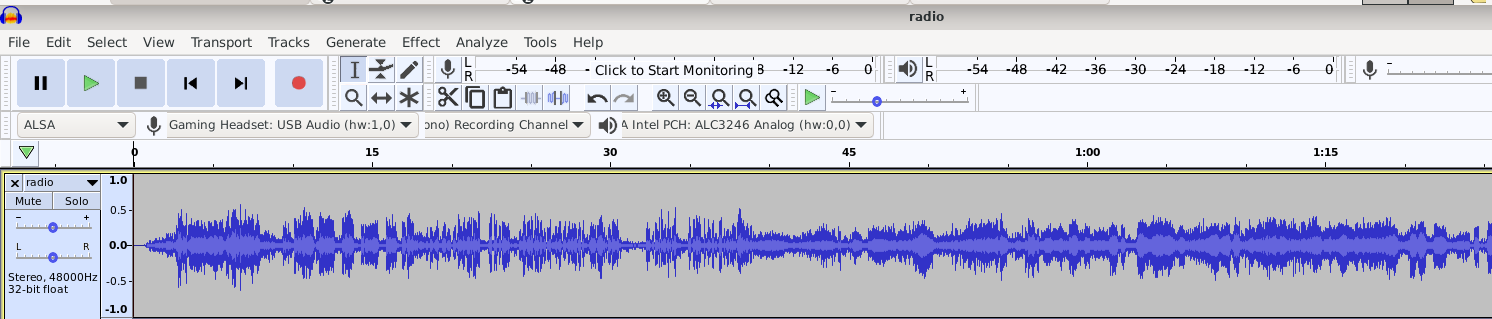 radio
File Edit Select View Transport Tracks Generate Effect Analyze Tools Help
L R -54 -48 - Click to Start Monitoring 8 -12 -6 0 L R -54 -48 -42 -36 -30 -24 -18 -12 -6 0
- + 
ALSA Gaming Headset: USB Audio (hw:1,0) ono) Recording Channel A Intel PCH: ALC3246 Analog (hw:0,0)
0 15 30 45 1:00 1:15
radio 1.0
Mute Solo
- + 0.5
L R 0.0
Stereo, 48000Hz -0.5
32-bit float
-1.0